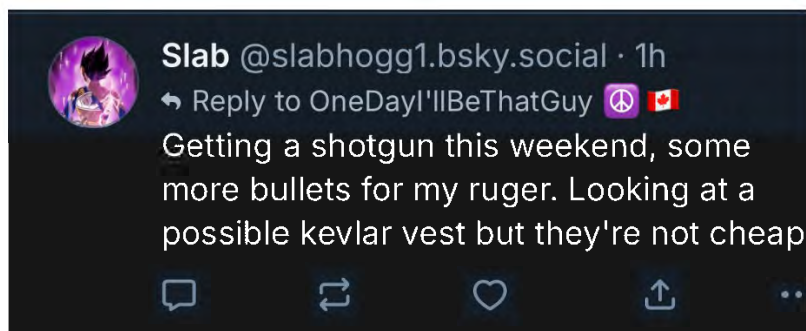 Slab @slabhogg1.bsky.social · 1h
Reply to OneDayI'llBeThatGuy ☮️ 🇨🇦
Getting a shotgun this weekend, some
more bullets for my ruger. Looking at a
possible kevlar vest but they're not cheap